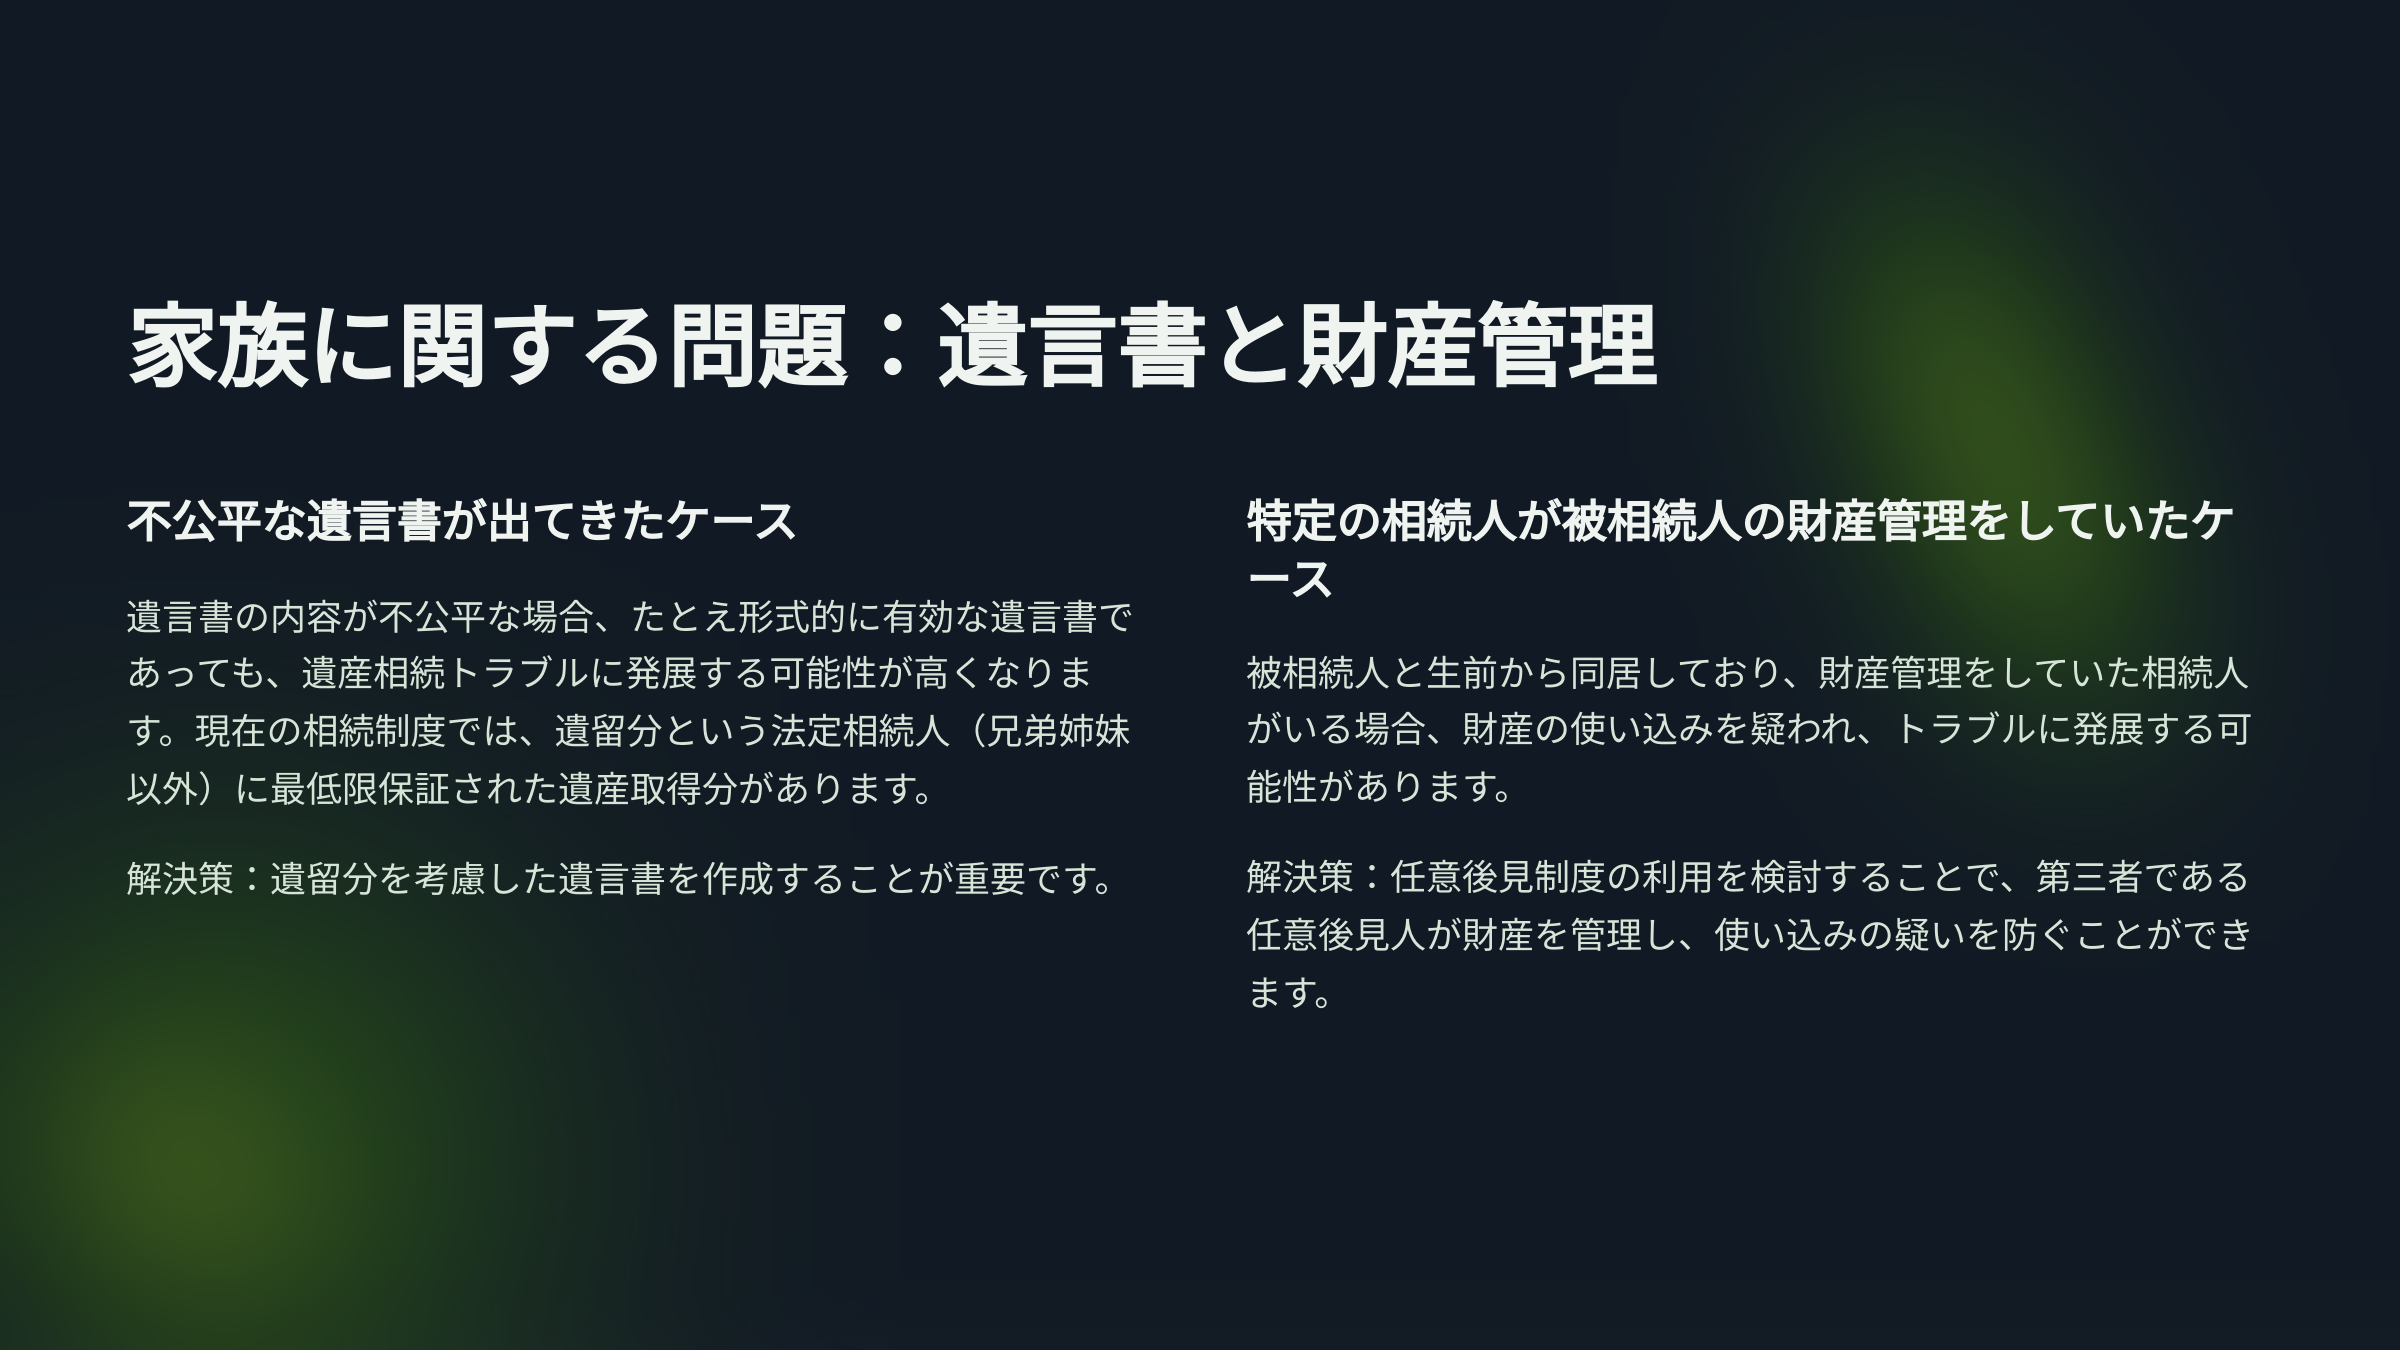 家族に関する問題：遺言書と財産管理
不公平な遺言書が出てきたケース
遺言書の内容が不公平な場合、たとえ形式的に有効な遺言書で
あっても、遺産相続トラブルに発展する可能性が高くなりま
す。現在の相続制度では、遺留分という法定相続人（兄弟姉妹
以外）に最低限保証された遺産取得分があります。
解決策：遺留分を考慮した遺言書を作成することが重要です。
特定の相続人が被相続人の財産管理をしていたケ
ース
被相続人と生前から同居しており、財産管理をしていた相続人
がいる場合、財産の使い込みを疑われ、トラブルに発展する可
能性があります。
解決策：任意後見制度の利用を検討することで、第三者である
任意後見人が財産を管理し、使い込みの疑いを防ぐことができ
ます。